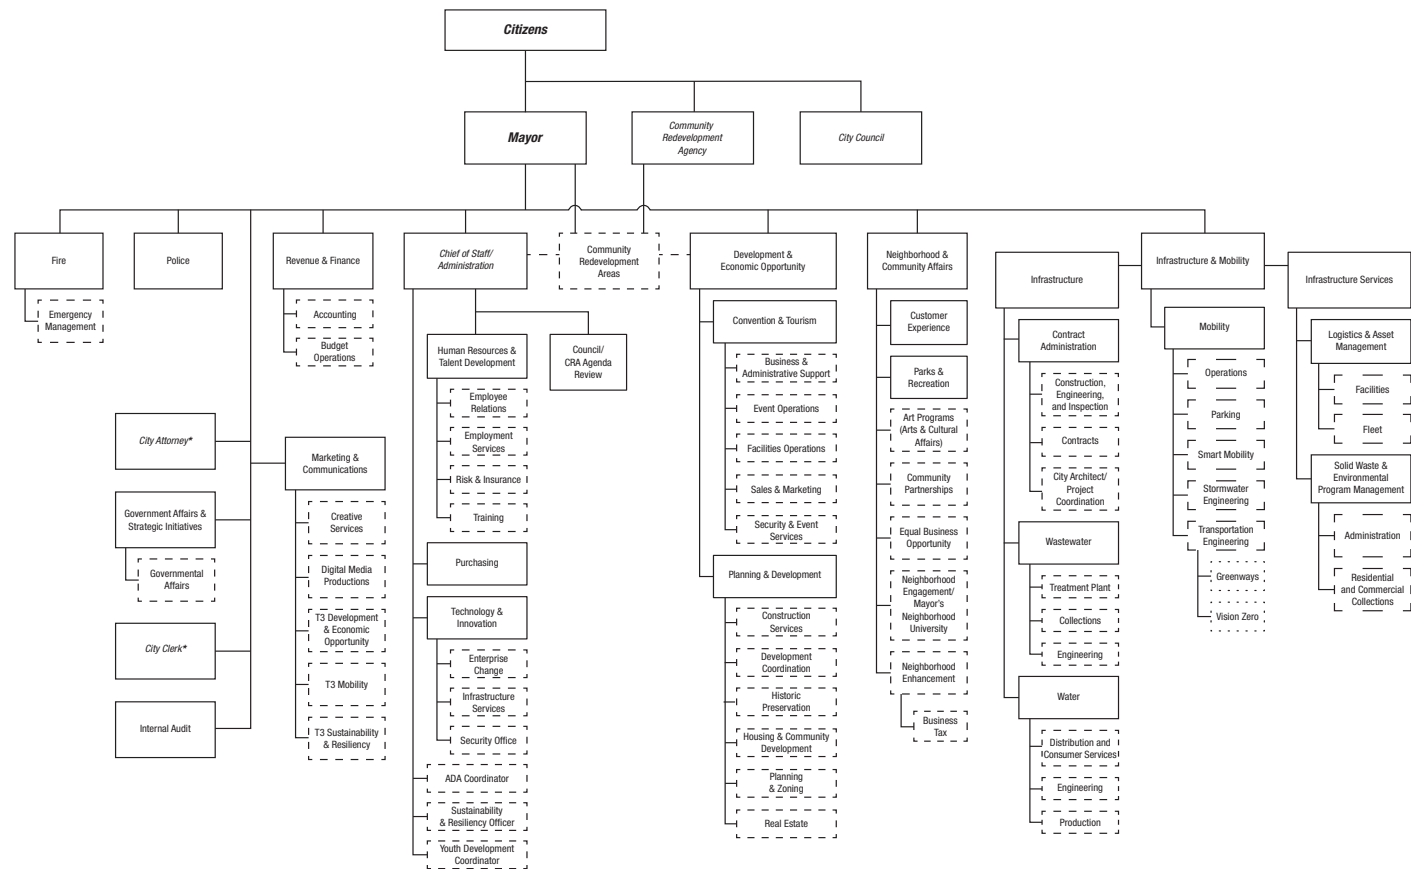 Citizens
Mayor
Community
Redevelopment
Agency
City Council
Fire
Emergency
Management
Police
Revenue & Finance
Accounting
Budget
Operations
City Attorney*
Government Affairs &
Strategic Initiatives
Governmental
Affairs
City Clerk*
Internal Audit
Marketing &
Communications
Creative
Services
Digital Media
Productions
T3 Development
& Economic
Opportunity
T3 Mobility
T3 Sustainability
& Resiliency
Chief of Staff/
Administration
Human Resources &
Talent Development
Employee
Relations
Employment
Services
Risk & Insurance
Training
Council/
CRA Agenda
Review
Purchasing
Technology &
Innovation
Enterprise
Change
Infrastructure
Services
Security Office
ADA Coordinator
Sustainability
& Resiliency Officer
Youth Development
Coordinator
Community
Redevelopment
Areas
Development &
Economic Opportunity
Convention & Tourism
Business &
Administrative Support
Event Operations
Facilities Operations
Sales & Marketing
Security & Event
Services
Planning & Development
Construction
Services
Development
Coordination
Historic
Preservation
Housing & Community
Development
Planning
& Zoning
Real Estate
Neighborhood &
Community Affairs
Customer
Experience
Parks &
Recreation
Art Programs
(Arts & Cultural
Affairs)
Community
Partnerships
Equal Business
Opportunity
Neighborhood
Engagement/
Mayor's
Neighborhood
University
Neighborhood
Enhancement
Business
Tax
Infrastructure
Contract
Administration
Construction,
Engineering,
and Inspection
Contracts
City Architect/
Project
Coordination
Wastewater
Treatment Plant
Collections
Engineering
Water
Distribution and
Consumer Services
Engineering
Production
Infrastructure & Mobility
Mobility
Operations
Parking
Smart Mobility
Stormwater
Engineering
Transportation
Engineering
Greenways
Vision Zero
Infrastructure Services
Logistics & Asset
Management
Facilities
Fleet
Solid Waste &
Environmental
Program Management
Administration
Residential
and Commercial
Collections